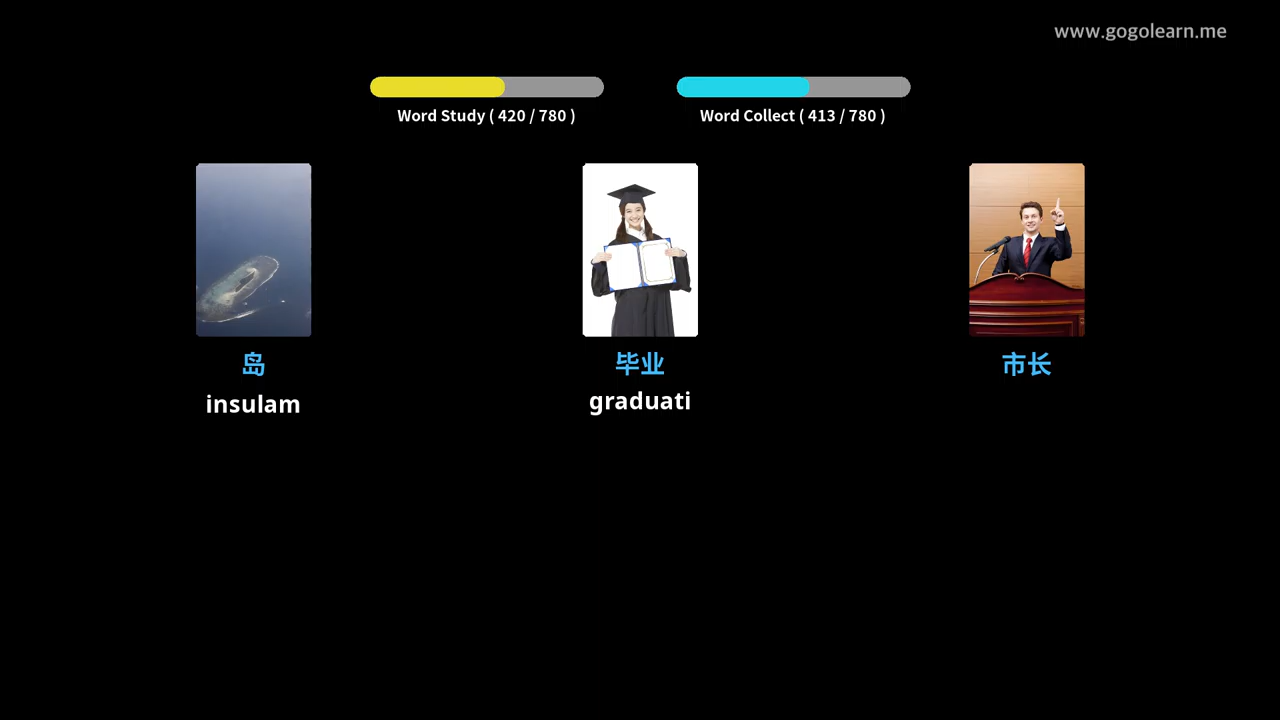 www.gogolearn.me
Word Study ( 420 / 780 )
Word Collect ( 413 / 780 )
岛
毕业
市长
insulam
graduati